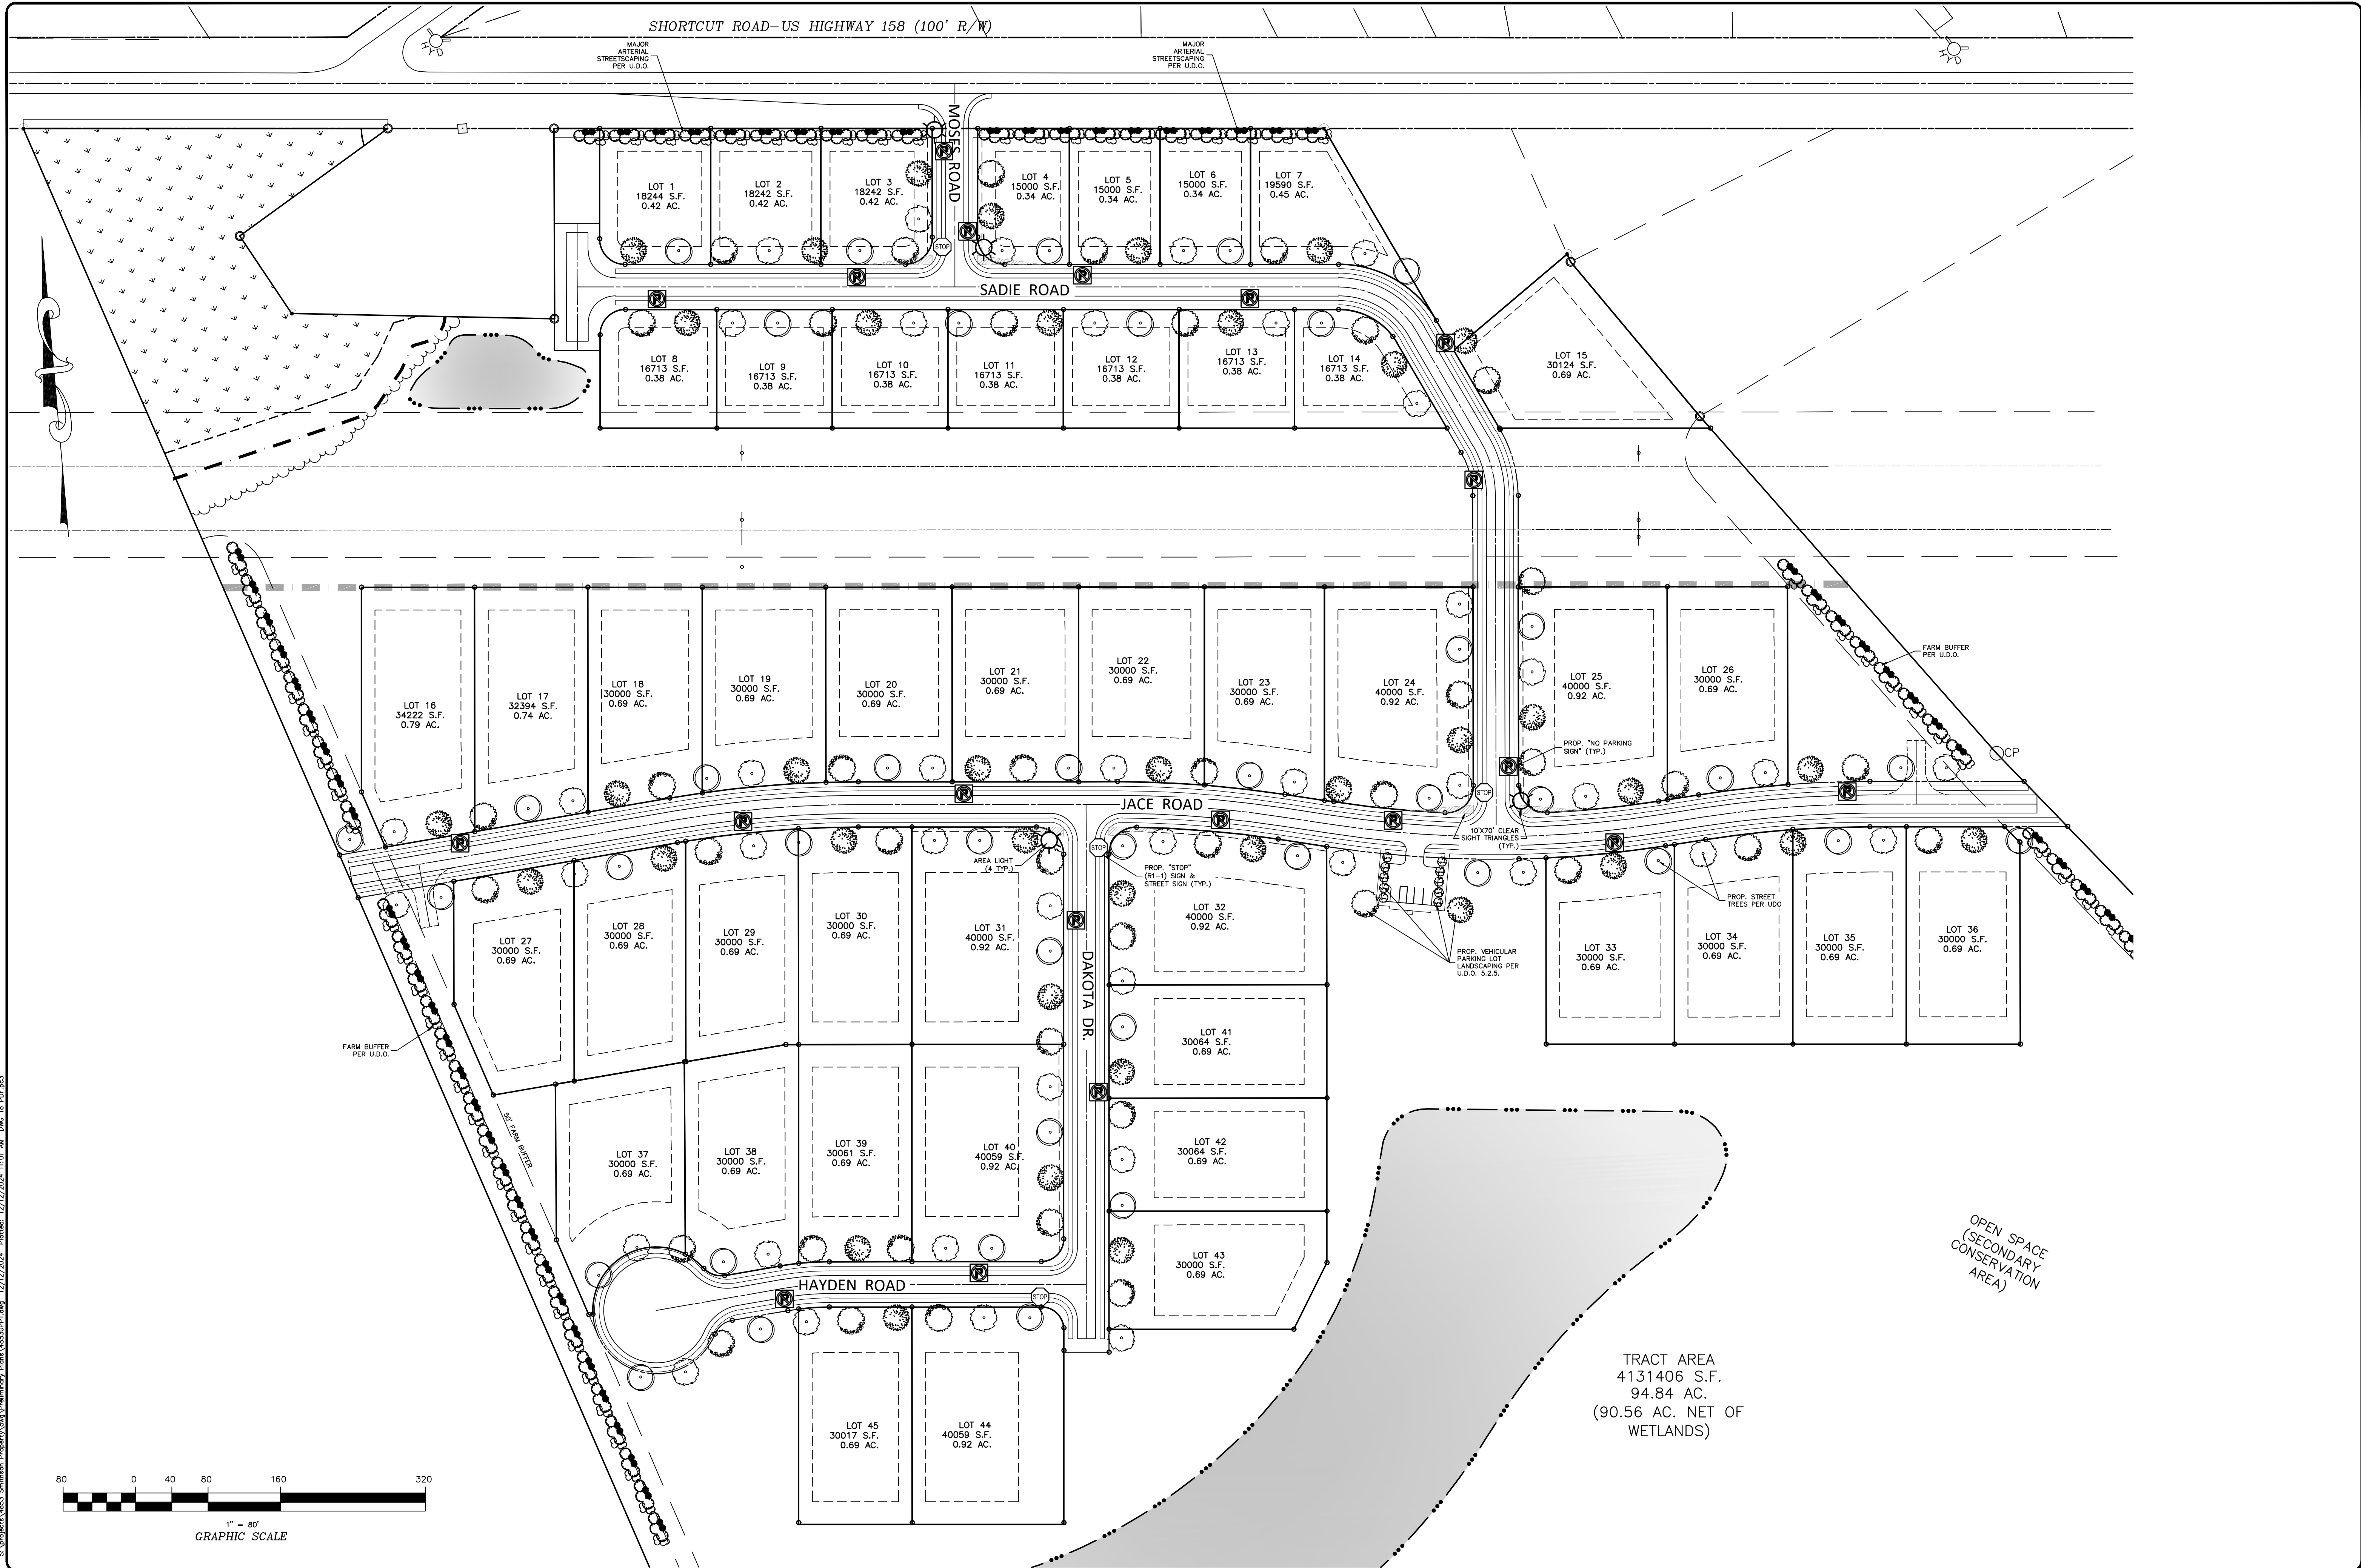 SHORTCUT ROAD-US HIGHWAY 158 (100' R/W)
HYD
HYD
MAJOR
ARTERIAL
STREETSCAPING
PER U.D.O.
MAJOR
ARTERIAL
STREETSCAPING
PER U.D.O.
MOSES ROAD
LOT 1
18244 S.F.
0.42 AC.
LOT 2
18242 S.F.
0.42 AC.
LOT 3
18242 S.F.
0.42 AC.
LOT 4
15000 S.F.
0.34 AC.
LOT 5
15000 S.F.
0.34 AC.
LOT 6
15000 S.F.
0.34 AC.
LOT 7
19590 S.F.
0.45 AC.
STOP
SADIE ROAD
LOT 8
16713 S.F.
0.38 AC.
LOT 9
16713 S.F.
0.38 AC.
LOT 10
16713 S.F.
0.38 AC.
LOT 11
16713 S.F.
0.38 AC.
LOT 12
16713 S.F.
0.38 AC.
LOT 13
16713 S.F.
0.38 AC.
LOT 14
16713 S.F.
0.38 AC.
LOT 15
30124 S.F.
0.69 AC.
LOT 16
34222 S.F.
0.79 AC.
LOT 17
32394 S.F.
0.74 AC.
LOT 18
30000 S.F.
0.69 AC.
LOT 19
30000 S.F.
0.69 AC.
LOT 20
30000 S.F.
0.69 AC.
LOT 21
30000 S.F.
0.69 AC.
LOT 22
30000 S.F.
0.69 AC.
LOT 23
30000 S.F.
0.69 AC.
LOT 24
40000 S.F.
0.92 AC.
LOT 25
40000 S.F.
0.92 AC.
LOT 26
30000 S.F.
0.69 AC.
FARM BUFFER
PER U.D.O.
CP
PROP. "NO PARKING
SIGN" (TYP.)
STOP
JACE ROAD
10'X70' CLEAR
SIGHT TRIANGLES
(TYP.)
AREA LIGHT
(4 TYP.)
STOP
PROP. "STOP"
(R1-1) SIGN &
STREET SIGN (TYP.)
PROP. STREET
TREES PER UDO
PROP. VEHICULAR
PARKING LOT
LANDSCAPING PER
U.D.O. 5.2.5.
LOT 27
30000 S.F.
0.69 AC.
LOT 28
30000 S.F.
0.69 AC.
LOT 29
30000 S.F.
0.69 AC.
LOT 30
30000 S.F.
0.69 AC.
LOT 31
40000 S.F.
0.92 AC.
DAKOTA DR.
LOT 32
40000 S.F.
0.92 AC.
LOT 33
30000 S.F.
0.69 AC.
LOT 34
30000 S.F.
0.69 AC.
LOT 35
30000 S.F.
0.69 AC.
LOT 36
30000 S.F.
0.69 AC.
FARM BUFFER
PER U.D.O.
50' FARM BUFFER
LOT 37
30000 S.F.
0.69 AC.
LOT 38
30000 S.F.
0.69 AC.
LOT 39
30061 S.F.
0.69 AC.
LOT 40
40059 S.F.
0.92 AC.
LOT 41
30064 S.F.
0.69 AC.
LOT 42
30064 S.F.
0.69 AC.
LOT 43
30000 S.F.
0.69 AC.
HAYDEN ROAD
STOP
LOT 45
30017 S.F.
0.69 AC.
LOT 44
40059 S.F.
0.92 AC.
OPEN SPACE
(SECONDARY
CONSERVATION
AREA)
TRACT AREA
4131406 S.F.
94.84 AC.
(90.56 AC. NET OF
WETLANDS)
80 0 40 80 160 320
1" = 80'
GRAPHIC SCALE